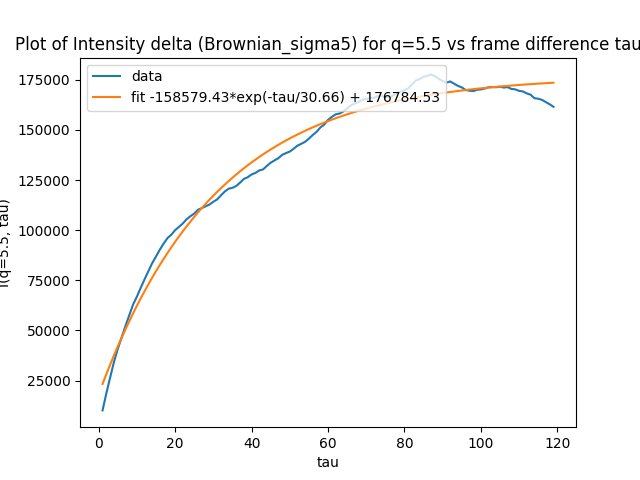 Plot of Intensity delta (Brownian_sigma5) for q=5.5 vs frame difference tau
data
fit -158579.43*exp(-tau/30.66) + 176784.53
175000
150000
125000
100000
75000
50000
25000
I(q=5.5, tau)
0 20 40 60 80 100 120
tau